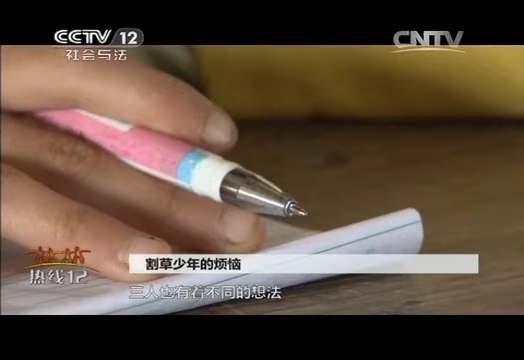 CCTV 12
社会与法
CNTV
割草少年的烦恼
热线12
三人也有着不同的想法